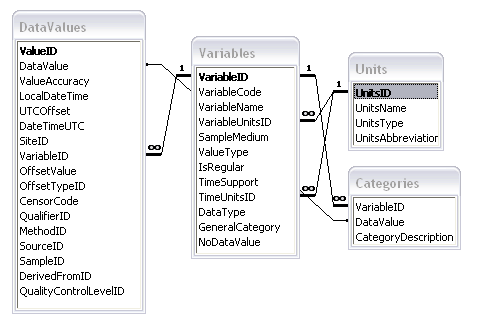 DataValues
ValueID
DataValue
ValueAccuracy
LocalDateTime
UTCOffset
DateTimeUTC
SiteID
VariableID
OffsetValue
OffsetTypeID
CensorCode
QualifierID
MethodID
SourceID
SampleID
DerivedFromID
QualityControlLevelID
1
∞
Variables
VariableID
VariableCode
VariableName
VariableUnitsID
SampleMedium
ValueType
IsRegular
TimeSupport
TimeUnitsID
DataType
GeneralCategory
NoDataValue
1
∞
∞
1
∞
Units
UnitsID
UnitsName
UnitsType
UnitsAbbreviation
Categories
VariableID
DataValue
CategoryDescription